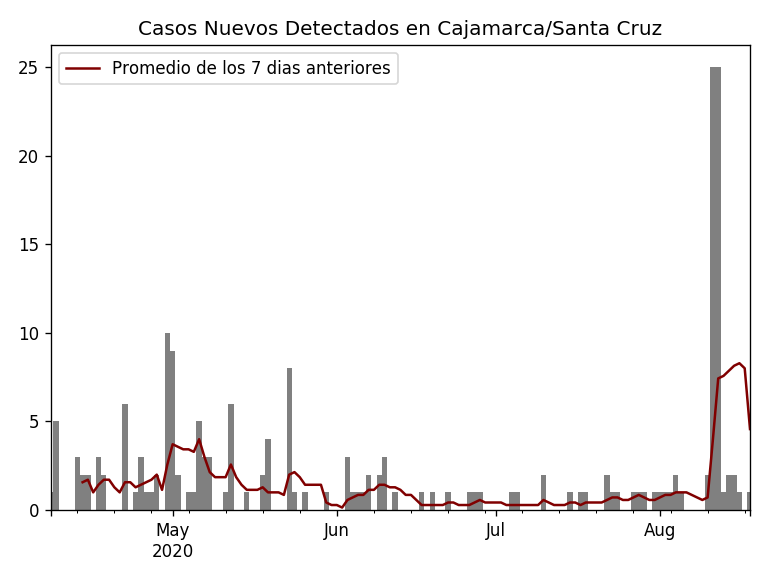 Casos Nuevos Detectados en Cajamarca/Santa Cruz
Promedio de los 7 dias anteriores
25
20
15
10
5
0
May
2020
Jun
Jul
Aug